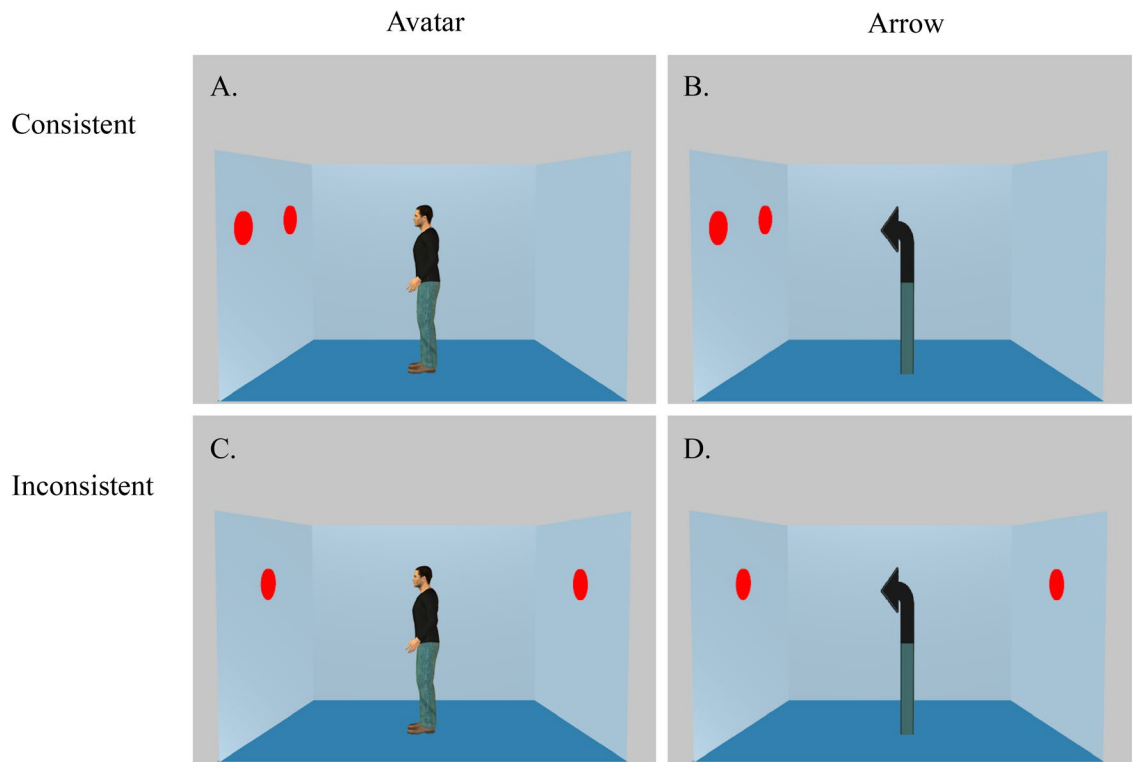 Avatar
Arrow
Consistent
A.
B.
Inconsistent
C.
D.